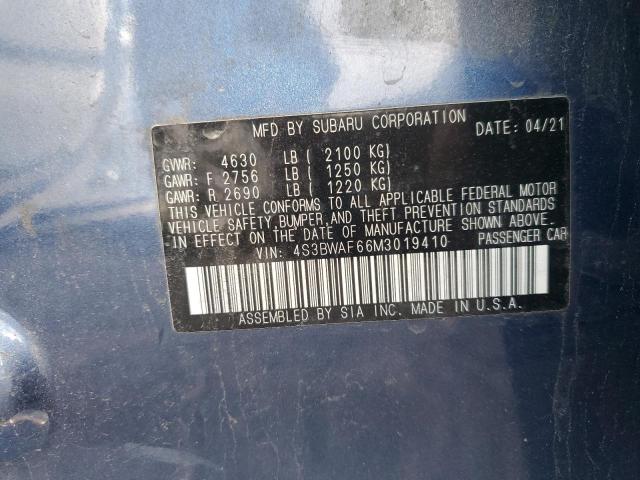 MFD BY SUBARU CORPORATION DATE: 04/21
GVWR: 4630 LB ( 2100 KG)
GAWR: F 2756 LB ( 1250 KG)
GAWR: R 2690 LB ( 1220 KG)
THIS VEHICLE CONFORMS TO ALL APPLICABLE FEDERAL MOTOR
VEHICLE SAFETY, BUMPER, AND THEFT PREVENTION STANDARDS
IN EFFECT ON THE DATE OF MANUFACTURE SHOWN ABOVE.
VIN: 4S3BWAF66M3019410 PASSENGER CAR
ASSEMBLED BY SIA INC. MADE IN U.S.A.